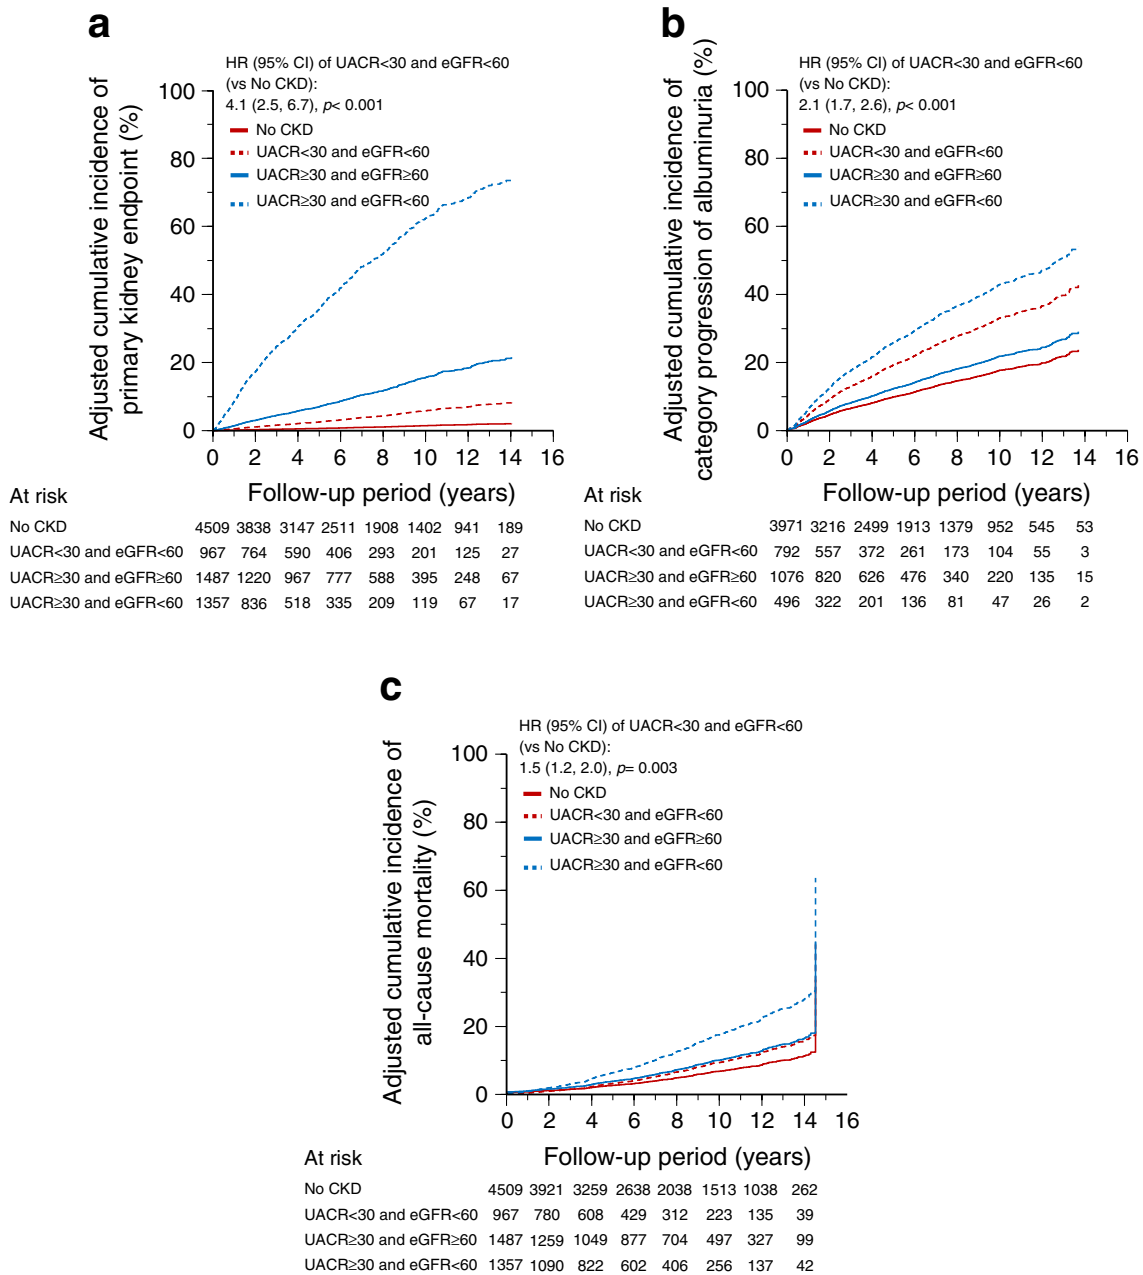 a
HR (95% CI) of UACR<30 and eGFR<60
(vs No CKD):
4.1 (2.5, 6.7), p< 0.001
No CKD
UACR<30 and eGFR<60
UACR≥30 and eGFR≥60
UACR≥30 and eGFR<60
Adjusted cumulative incidence of
primary kidney endpoint (%)
100
80
60
40
20
0
0 2 4 6 8 10 12 14 16
Follow-up period (years)
At risk
No CKD 4509 3838 3147 2511 1908 1402 941 189
UACR<30 and eGFR<60 967 764 590 406 293 201 125 27
UACR≥30 and eGFR≥60 1487 1220 967 777 588 395 248 67
UACR≥30 and eGFR<60 1357 836 518 335 209 119 67 17
b
HR (95% CI) of UACR<30 and eGFR<60
(vs No CKD):
2.1 (1.7, 2.6), p< 0.001
No CKD
UACR<30 and eGFR<60
UACR≥30 and eGFR≥60
UACR≥30 and eGFR<60
Adjusted cumulative incidence of
category progression of albuminuria (%)
100
80
60
40
20
0
0 2 4 6 8 10 12 14 16
Follow-up period (years)
At risk
No CKD 3971 3216 2499 1913 1379 952 545 53
UACR<30 and eGFR<60 792 557 372 261 173 104 55 3
UACR≥30 and eGFR≥60 1076 820 626 476 340 220 135 15
UACR≥30 and eGFR<60 496 322 201 136 81 47 26 2
c
HR (95% CI) of UACR<30 and eGFR<60
(vs No CKD):
1.5 (1.2, 2.0), p= 0.003
No CKD
UACR<30 and eGFR<60
UACR≥30 and eGFR≥60
UACR≥30 and eGFR<60
Adjusted cumulative incidence of
all-cause mortality (%)
100
80
60
40
20
0
0 2 4 6 8 10 12 14 16
Follow-up period (years)
At risk
No CKD 4509 3921 3259 2638 2038 1513 1038 262
UACR<30 and eGFR<60 967 780 608 429 312 223 135 39
UACR≥30 and eGFR≥60 1487 1259 1049 877 704 497 327 99
UACR≥30 and eGFR<60 1357 1090 822 602 406 256 137 42